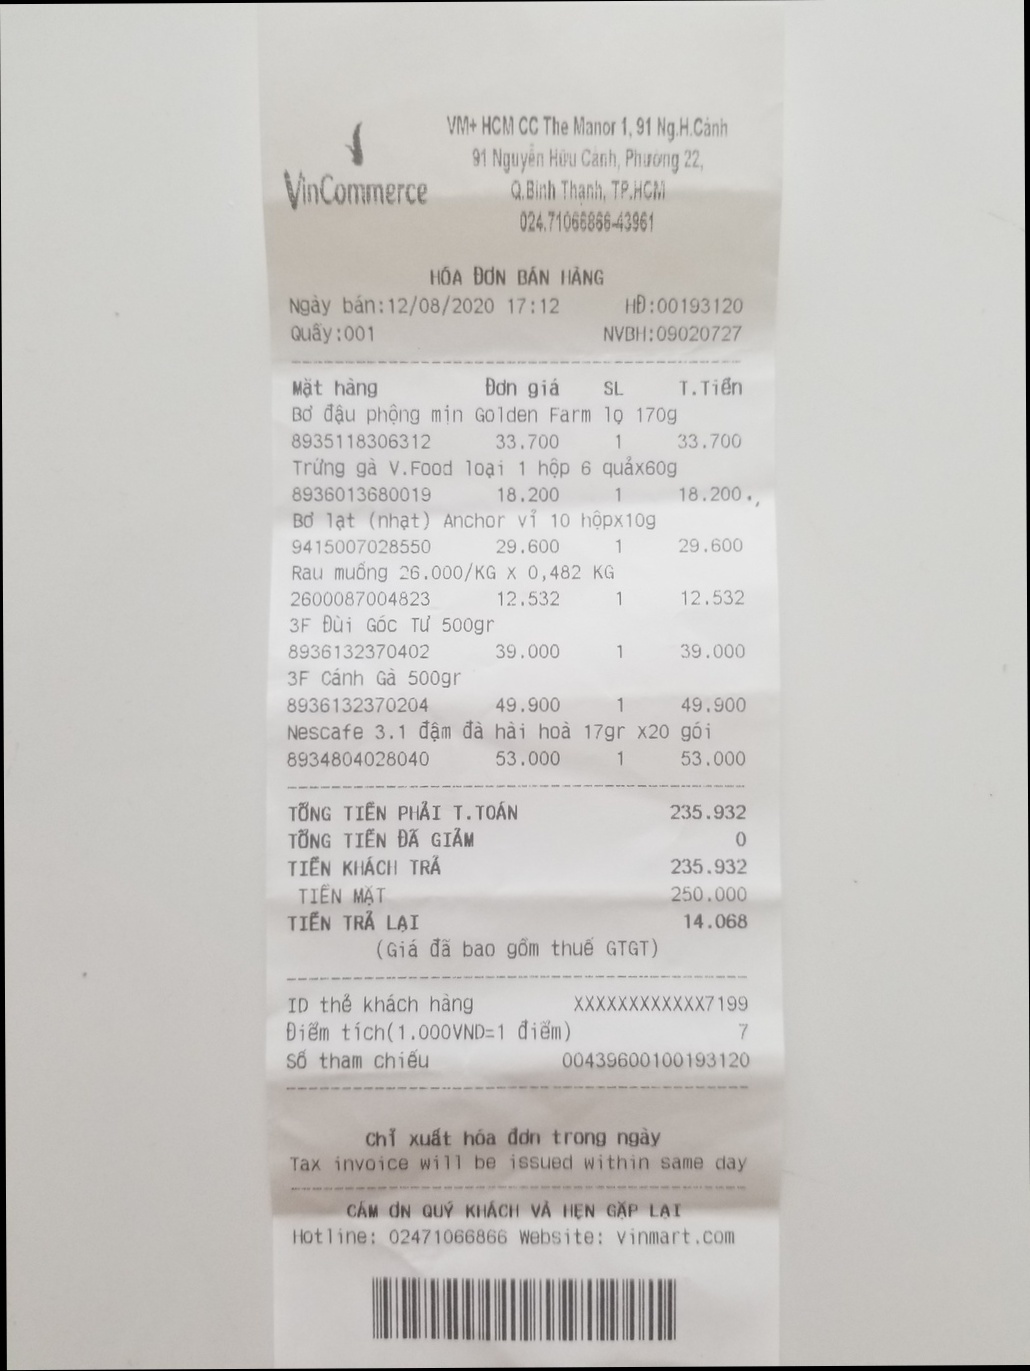 VinCommerce
VM+ HCM CC The Manor 1, 91 Ng.H.Cảnh
91 Nguyễn Hữu Cảnh, Phường 22,
Q.Bình Thạnh, TP.HCM
024.71066866-43961
HÓA ĐƠN BÁN HÀNG
Ngày bán:12/08/2020 17:12 HĐ:00193120
Quầy:001 NVBH:09020727
Mặt hàng Đơn giá SL T.Tiền
Bơ đậu phộng mịn Golden Farm lọ 170g
8935118306312 33.700 1 33.700
Trứng gà V.Food loại 1 hộp 6 quảx60g
8936013680019 18.200 1 18.200
Bơ lạt (nhạt) Anchor vỉ 10 hộpx10g
9415007028550 29.600 1 29.600
Rau muống 26.000/KG X 0,482 KG
2600087004823 12.532 1 12.532
3F Đùi Góc Tư 500gr
8936132370402 39.000 1 39.000
3F Cánh Gà 500gr
8936132370204 49.900 1 49.900
Nescafe 3.1 đậm đà hài hoà 17gr x20 gói
8934804028040 53.000 1 53.000
TỔNG TIỀN PHẢI T.TOÁN 235.932
TỔNG TIỀN ĐÃ GIẢM 0
TIỀN KHÁCH TRẢ 235.932
TIỀN MẶT 250.000
TIỀN TRẢ LẠI 14.068
(Giá đã bao gồm thuế GTGT)
ID thẻ khách hàng XXXXXXXXXXXX7199
Điểm tích(1.000VND=1 điểm) 7
Số tham chiếu 00439600100193120
Chỉ xuất hóa đơn trong ngày
Tax invoice will be issued within same day
CẢM ƠN QUÝ KHÁCH VÀ HẸN GẶP LẠI
Hotline: 02471066866 Website: vinmart.com